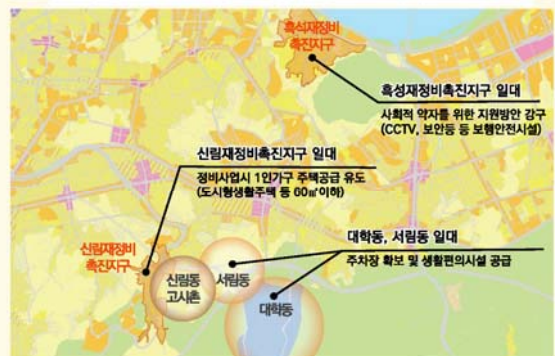 흑석재정비
촉진지구
흑성재정비촉진지구 일대
사회적 약자를 위한 지원방안 강구
(CCTV, 보안등 등 보행안전시설)
신림재정비촉진지구 일대
정비사업시 1인가구 주택공급 유도
(도시형생활주택 등 60㎡이하)
대학동, 서림동 일대
주차장 확보 및 생활편의시설 공급
신림재정비
촉진지구
신림동
고시촌
서림동
대학동